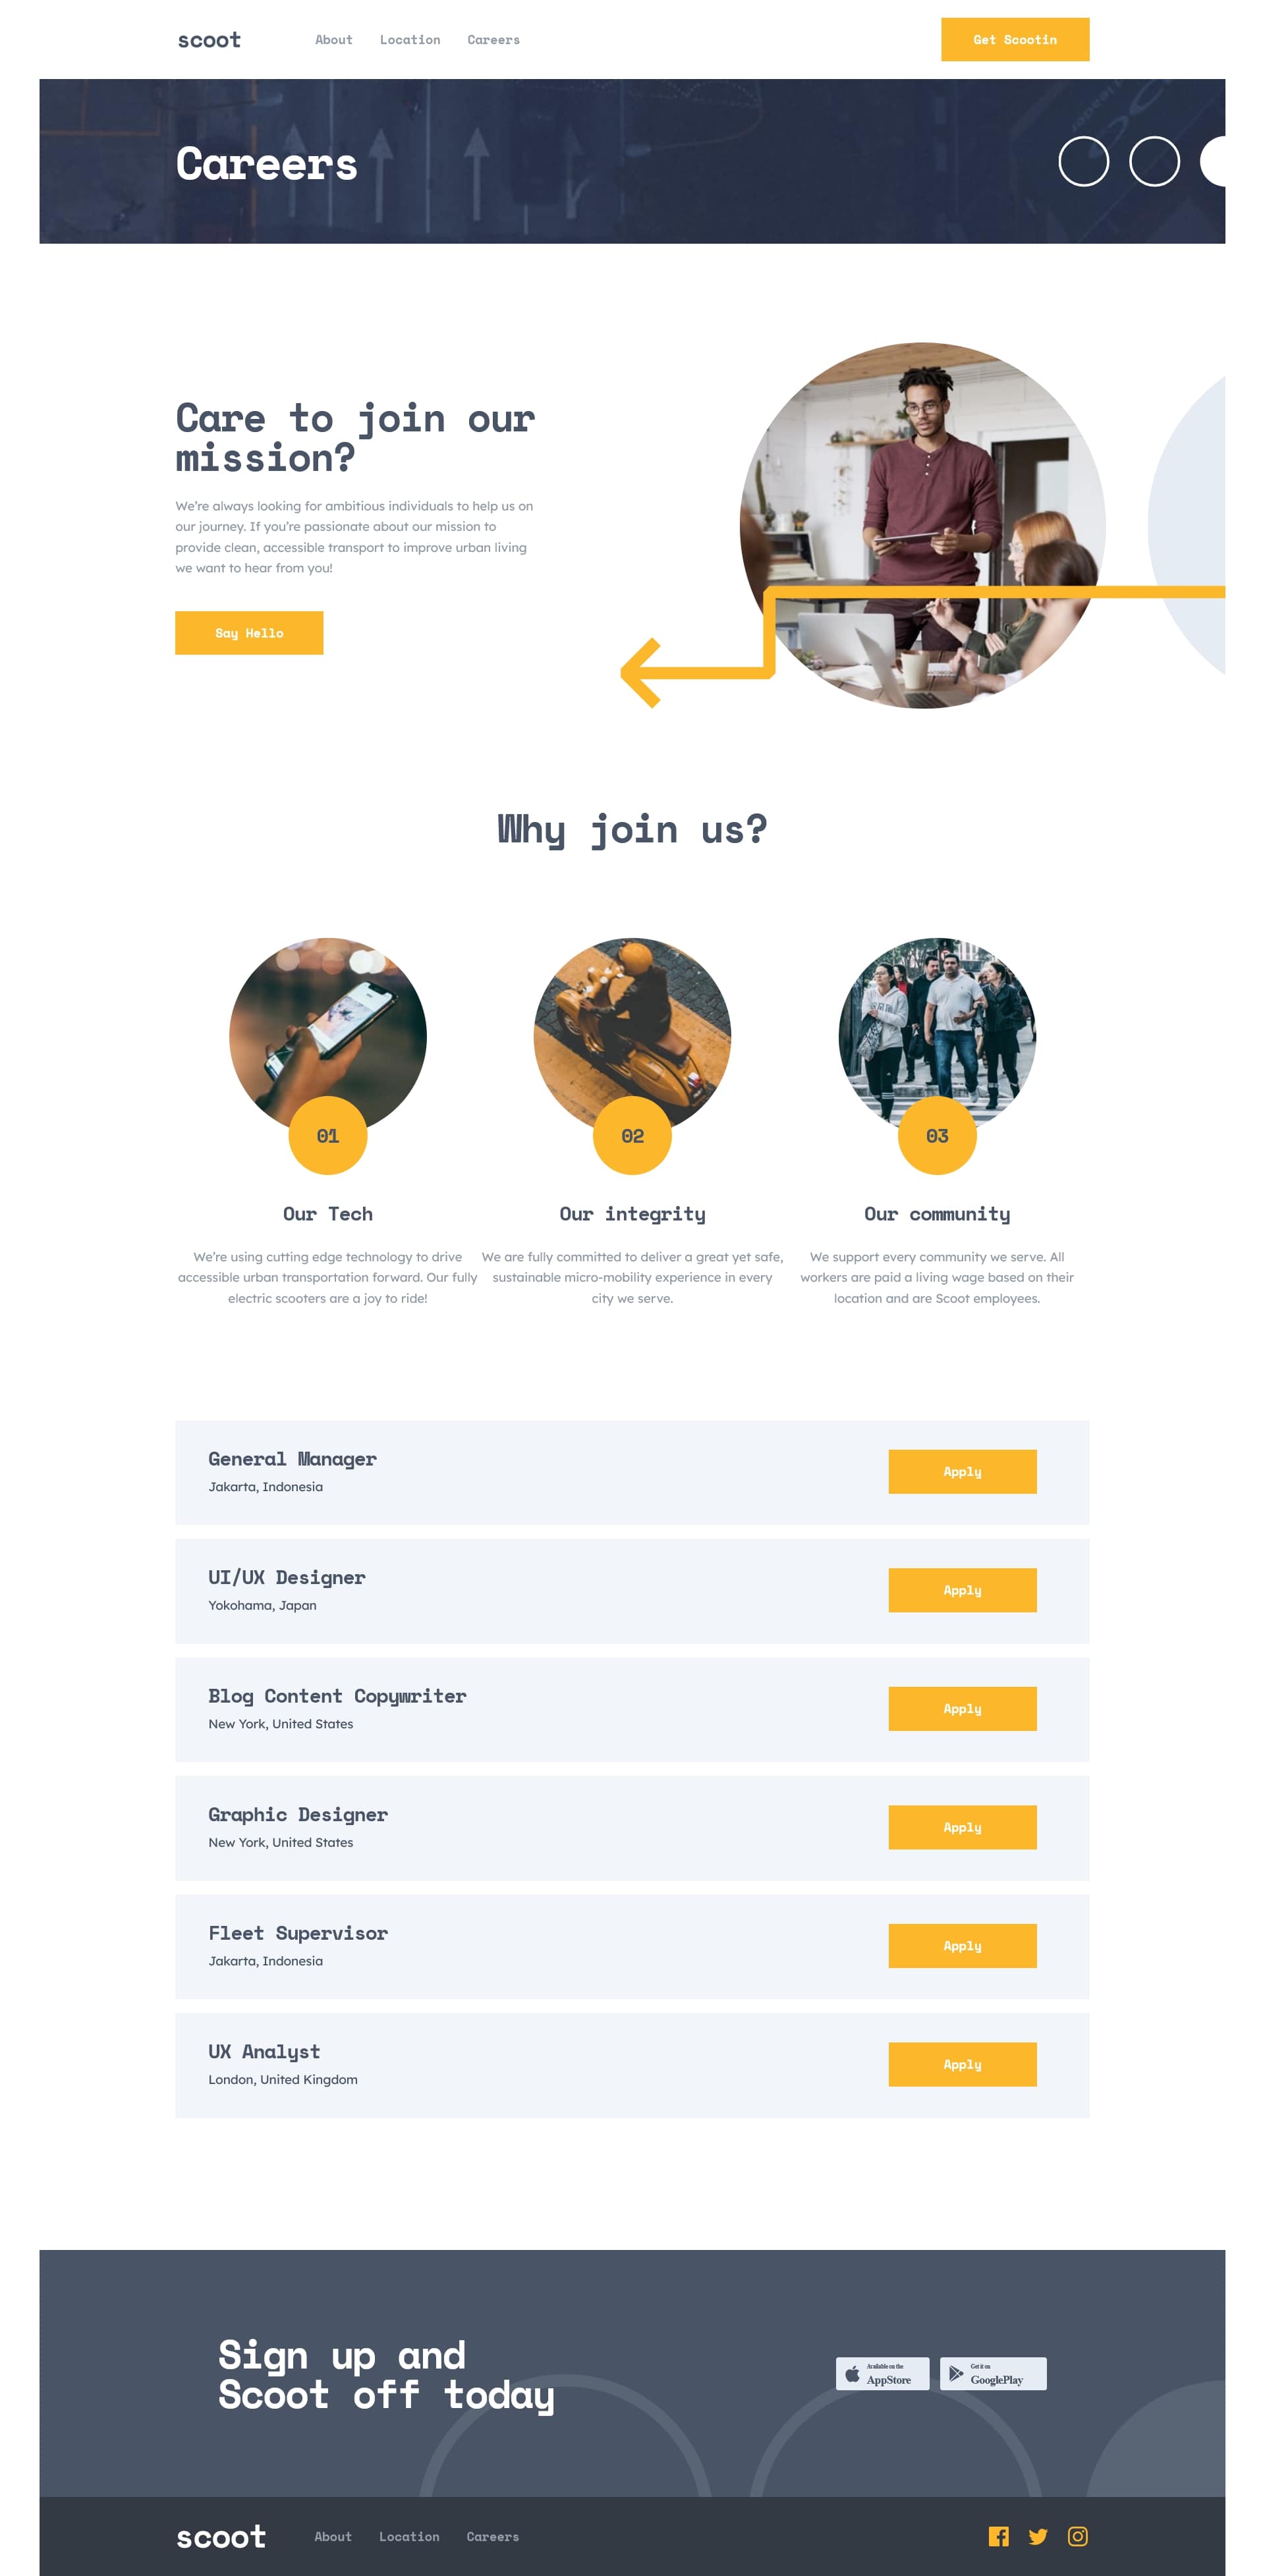 scoot
About Location Careers
Get Scootin
Careers
Care to join our
mission?
We’re always looking for ambitious individuals to help us on
our journey. If you’re passionate about our mission to
provide clean, accessible transport to improve urban living
we want to hear from you!
Say Hello
Why join us?
01
02
03
Our Tech
We’re using cutting edge technology to drive
accessible urban transportation forward. Our fully
electric scooters are a joy to ride!
Our integrity
We are fully committed to deliver a great yet safe,
sustainable micro-mobility experience in every
city we serve.
Our community
We support every community we serve. All
workers are paid a living wage based on their
location and are Scoot employees.
General Manager
Jakarta, Indonesia
Apply
UI/UX Designer
Yokohama, Japan
Apply
Blog Content Copywriter
New York, United States
Apply
Graphic Designer
New York, United States
Apply
Fleet Supervisor
Jakarta, Indonesia
Apply
UX Analyst
London, United Kingdom
Apply
Sign up and
Scoot off today
Available on the
AppStore
Get it on
GooglePlay
scoot
About Location Careers